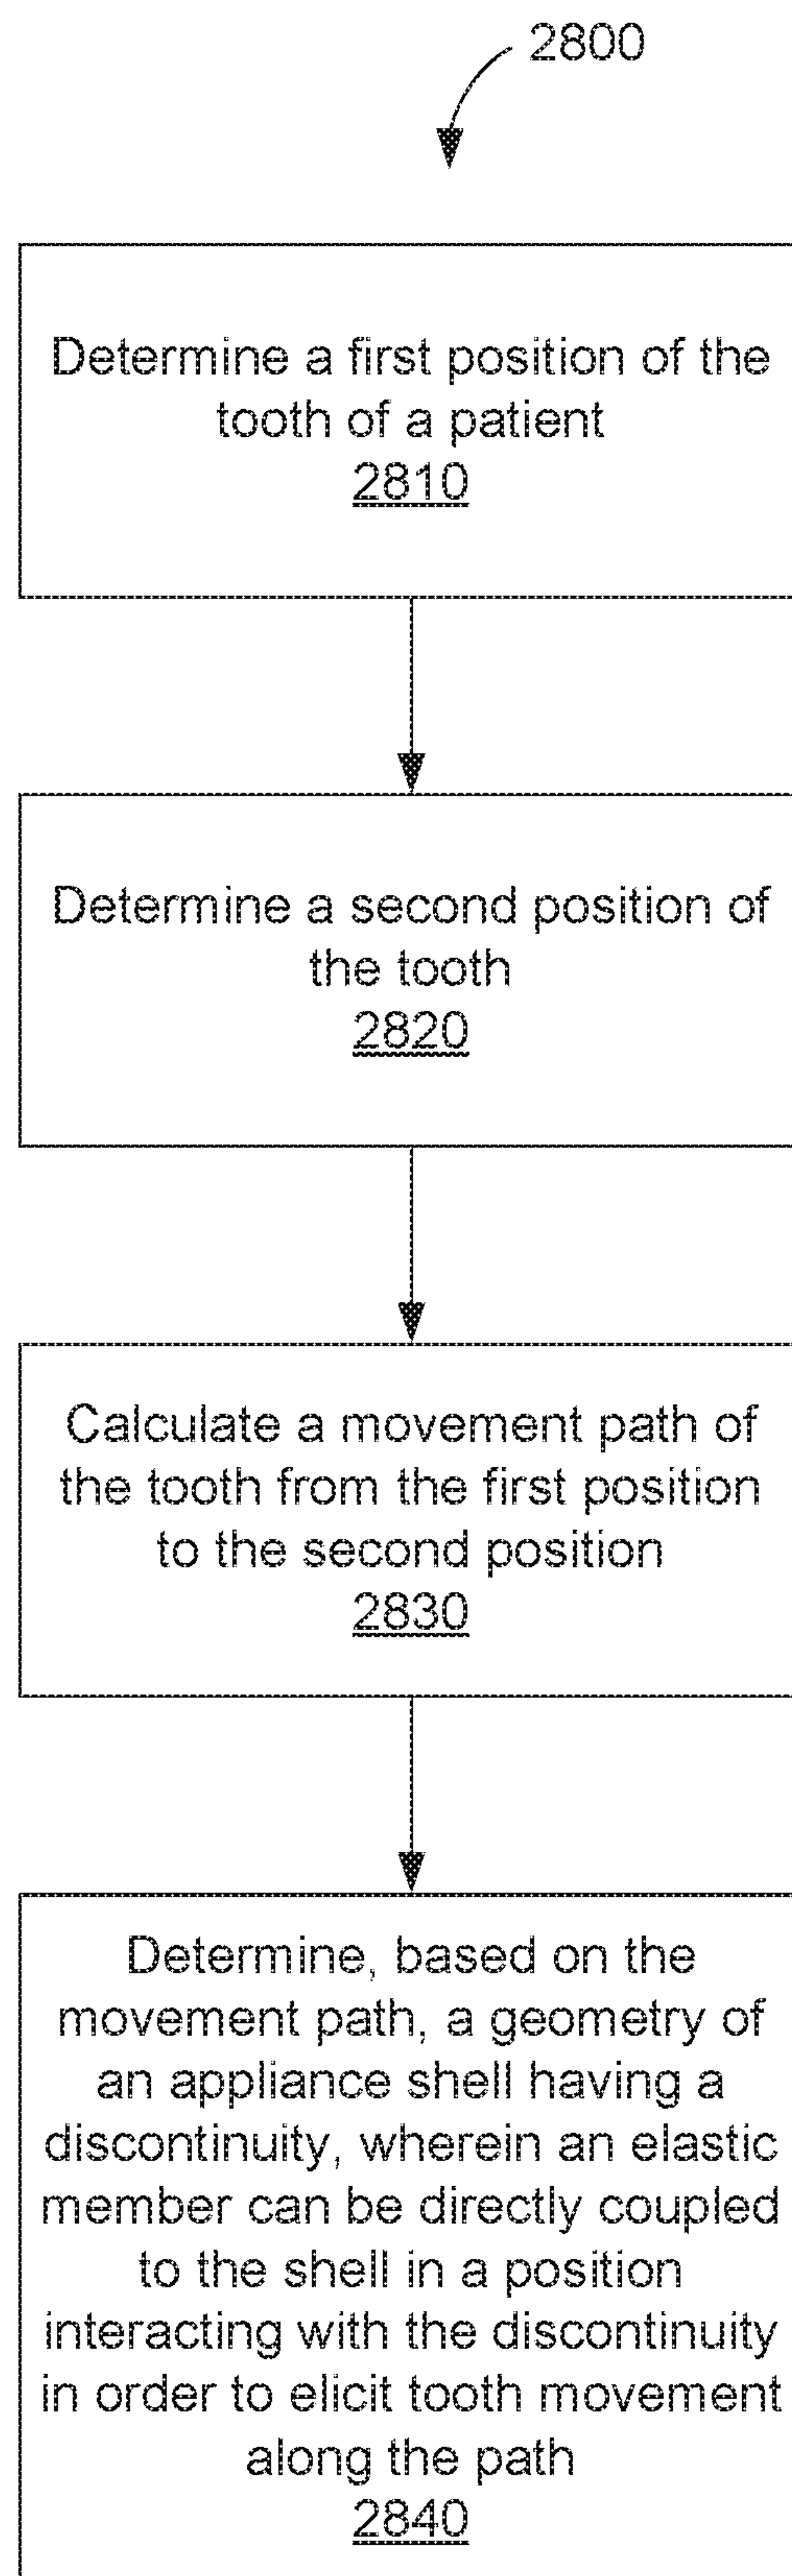 2800
Determine a first position of the
tooth of a patient
2810
Determine a second position of
the tooth
2820
Calculate a movement path of
the tooth from the first position
to the second position
2830
Determine, based on the
movement path, a geometry of
an appliance shell having a
discontinuity, wherein an elastic
member can be directly coupled
to the shell in a position
interacting with the discontinuity
in order to elicit tooth movement
along the path
2840